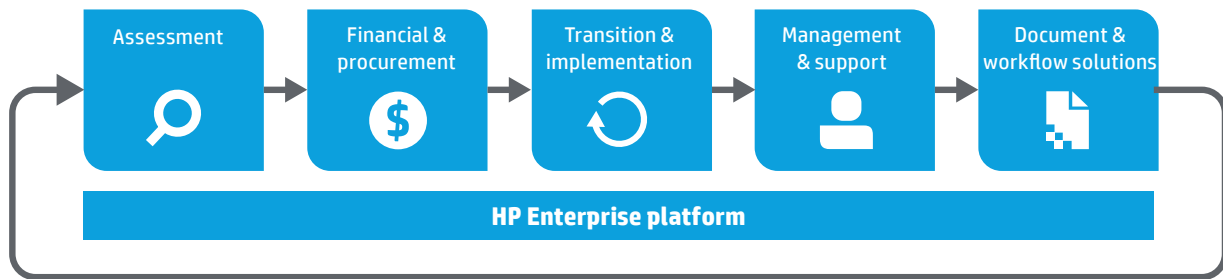 Assessment
Financial &
procurement
Transition &
implementation
Management
& support
Document &
workflow solutions
$
HP Enterprise platform